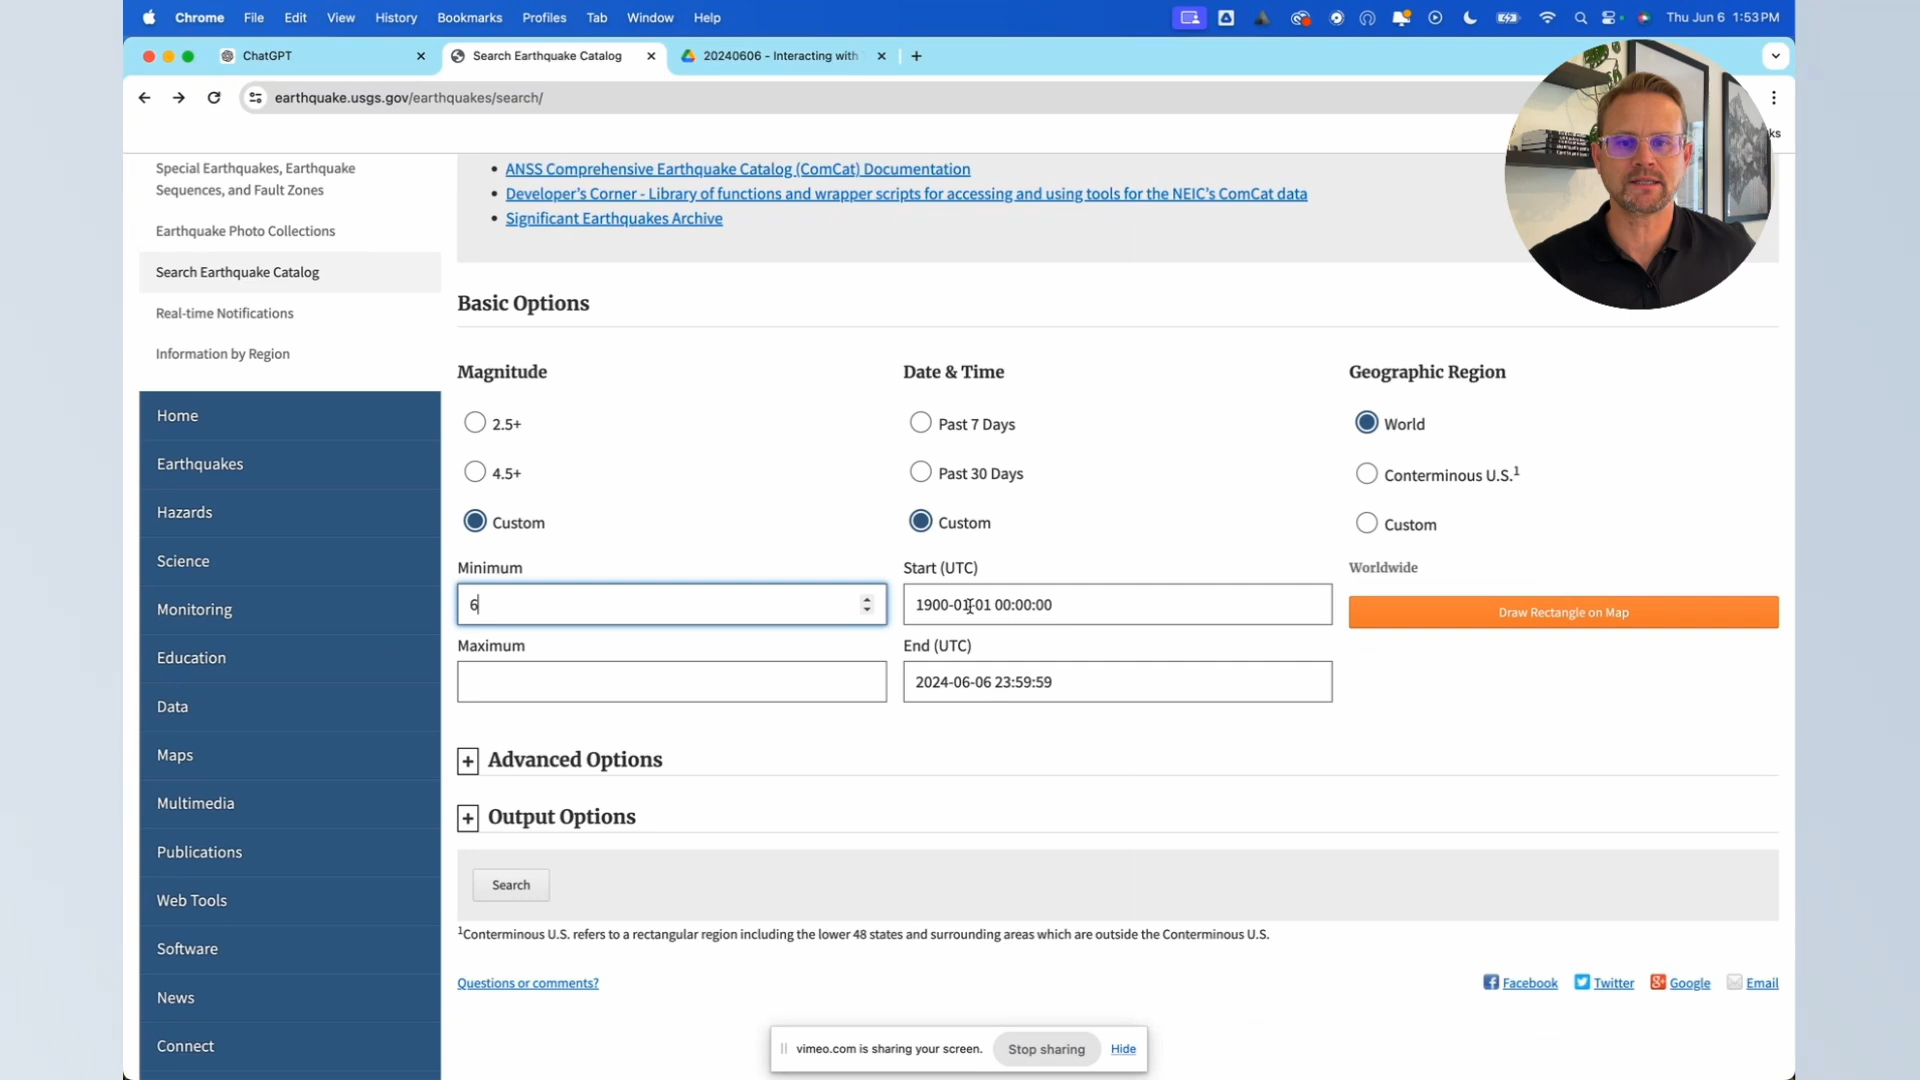 Chrome File Edit View History Bookmarks Profiles Tab Window Help
Thu Jun 6 1:53 PM
ChatGPT
Search Earthquake Catalog
20240606 - Interacting with
earthquake.usgs.gov/earthquakes/search/
ks
Special Earthquakes, Earthquake
Sequences, and Fault Zones
Earthquake Photo Collections
Search Earthquake Catalog
Real-time Notifications
Information by Region
Home
Earthquakes
Hazards
Science
Monitoring
Education
Data
Maps
Multimedia
Publications
Web Tools
Software
News
Connect
• ANSS Comprehensive Earthquake Catalog (ComCat) Documentation
• Developer’s Corner - Library of functions and wrapper scripts for accessing and using tools for the NEIC’s ComCat data
• Significant Earthquakes Archive
Basic Options
Magnitude
2.5+
4.5+
Custom
Minimum
6
Maximum
Date & Time
Past 7 Days
Past 30 Days
Custom
Start (UTC)
1900-01-01 00:00:00
End (UTC)
2024-06-06 23:59:59
Geographic Region
World
Conterminous U.S.1
Custom
Worldwide
Draw Rectangle on Map
+ Advanced Options
+ Output Options
Search
1Conterminous U.S. refers to a rectangular region including the lower 48 states and surrounding areas which are outside the Conterminous U.S.
Questions or comments?
Facebook Twitter Google Email
vimeo.com is sharing your screen. Stop sharing Hide